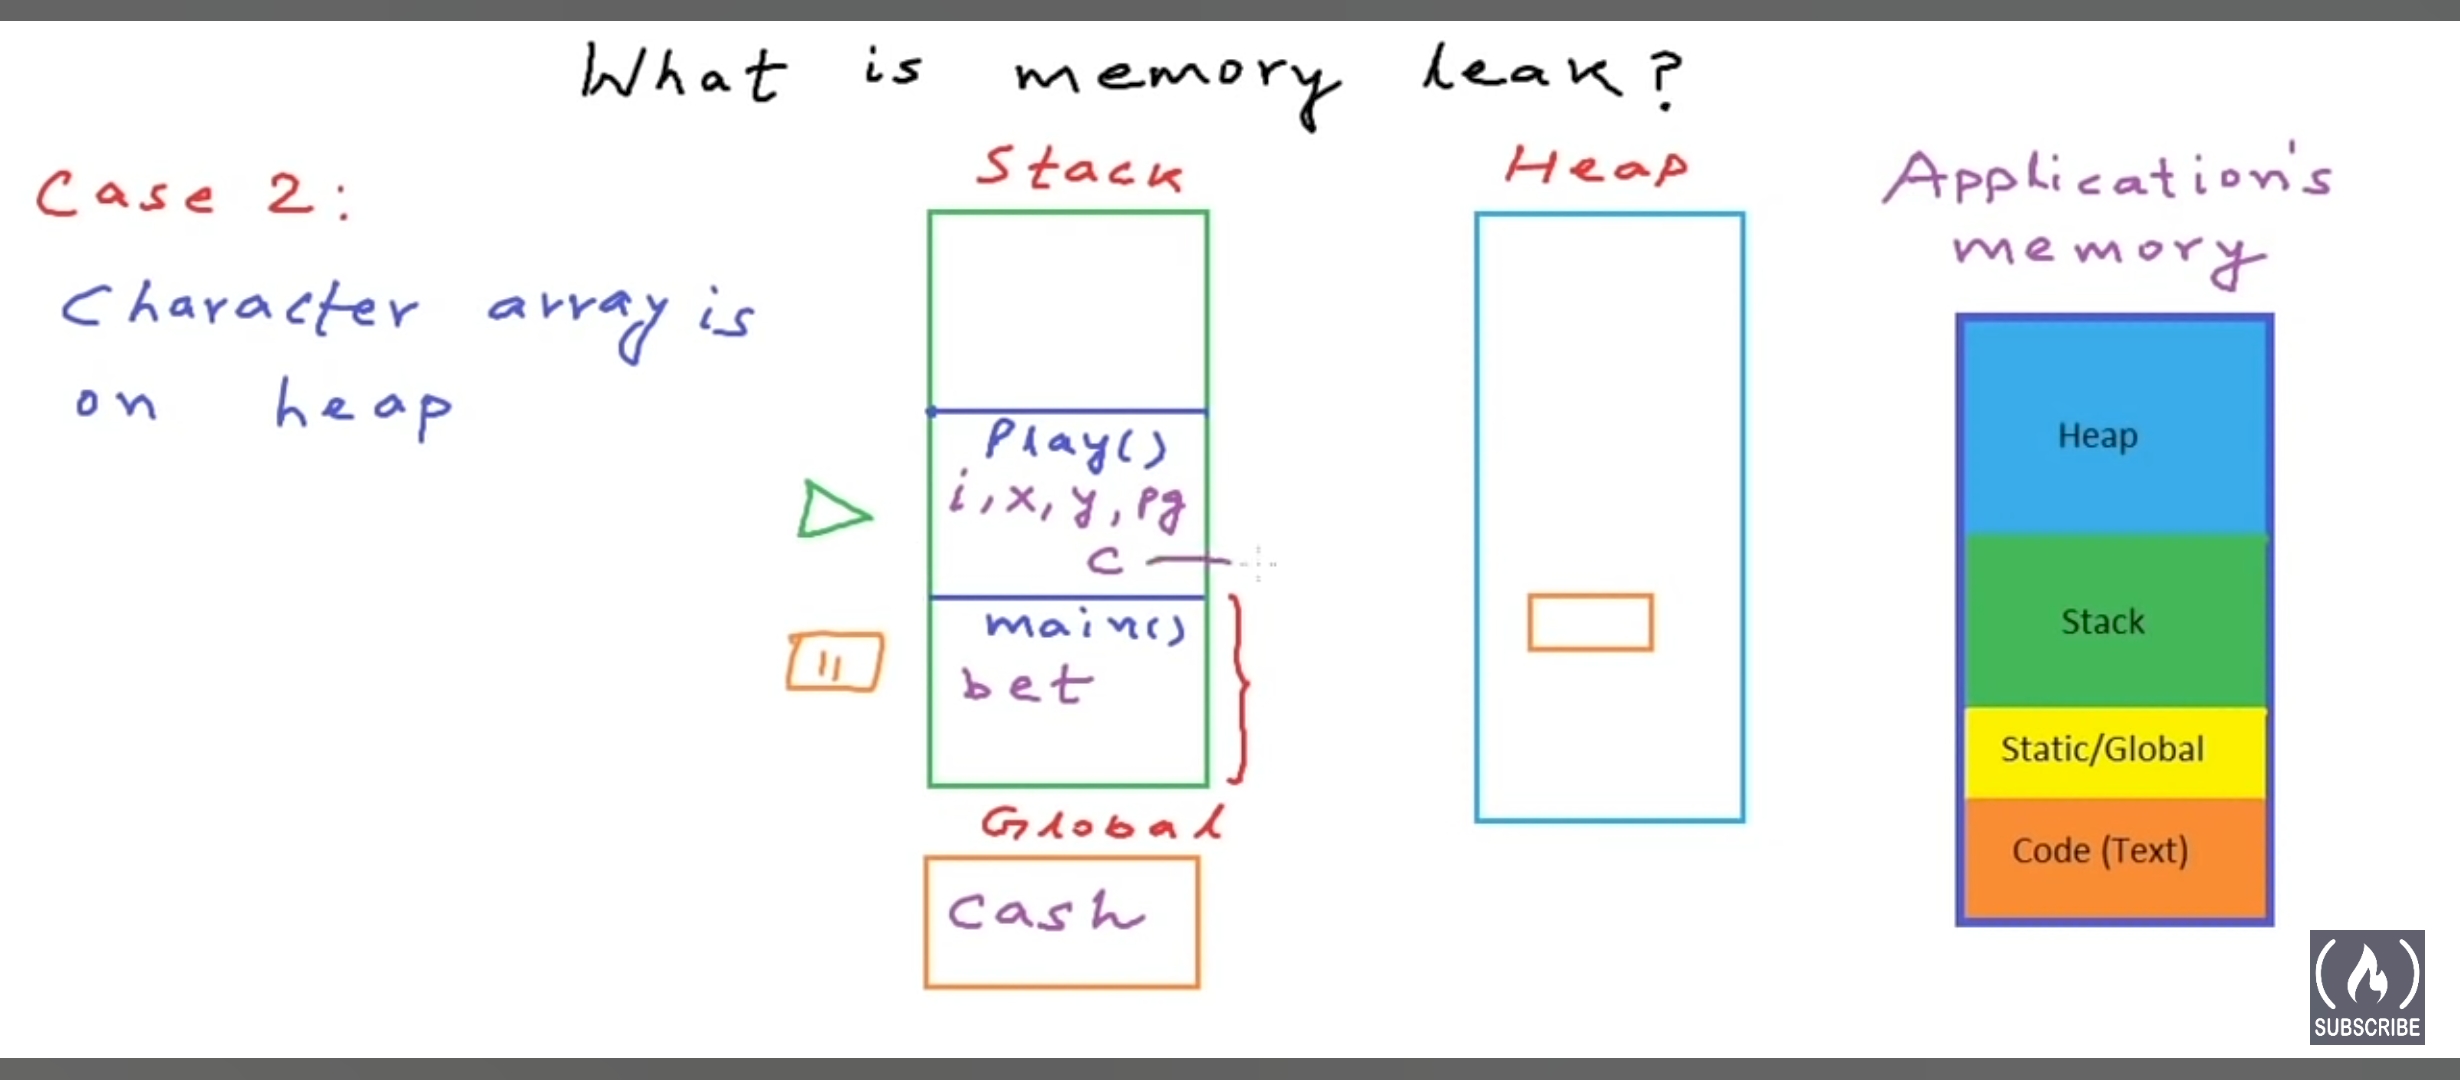 What is memory leak?
Case 2:
Character array is
on heap
Stack
Play()
i, x, y, pg
c
main()
bet
Global
cash
Heap
Application's
memory
Heap
Stack
Static/Global
Code (Text)
SUBSCRIBE